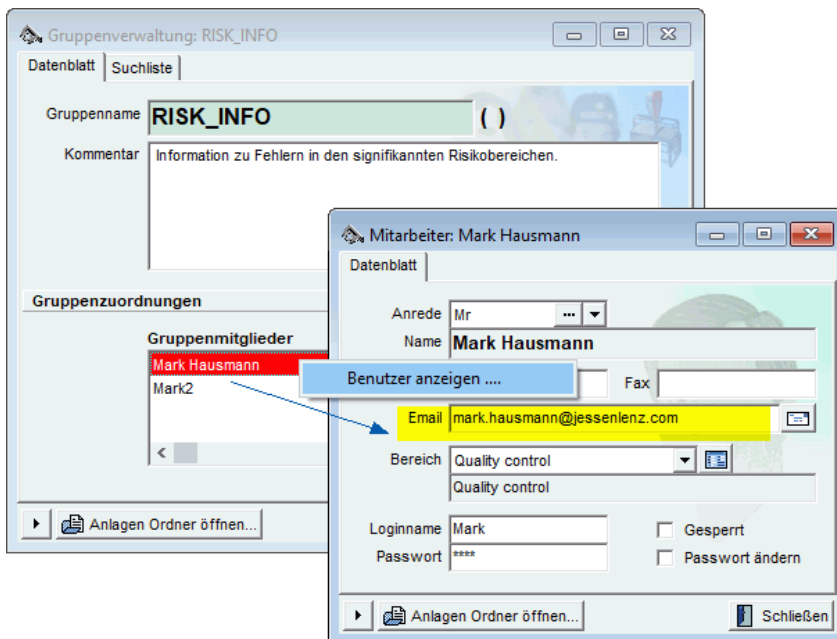 Gruppenverwaltung: RISK_INFO
Datenblatt Suchliste
Gruppenname RISK_INFO ( )
Kommentar Information zu Fehlern in den signifikannten Risikobereichen.
Gruppenzuordnungen
Gruppenmitglieder
Mark Hausmann
Mark2
Anlagen Ordner öffnen...
Mitarbeiter: Mark Hausmann
Datenblatt
Anrede Mr
Name Mark Hausmann
Benutzer anzeigen ....
Fax
Email mark.hausmann@jessenlenz.com
Bereich Quality control
Quality control
Loginname Mark Gesperrt
Passwort **** Passwort ändern
Anlagen Ordner öffnen... Schließen